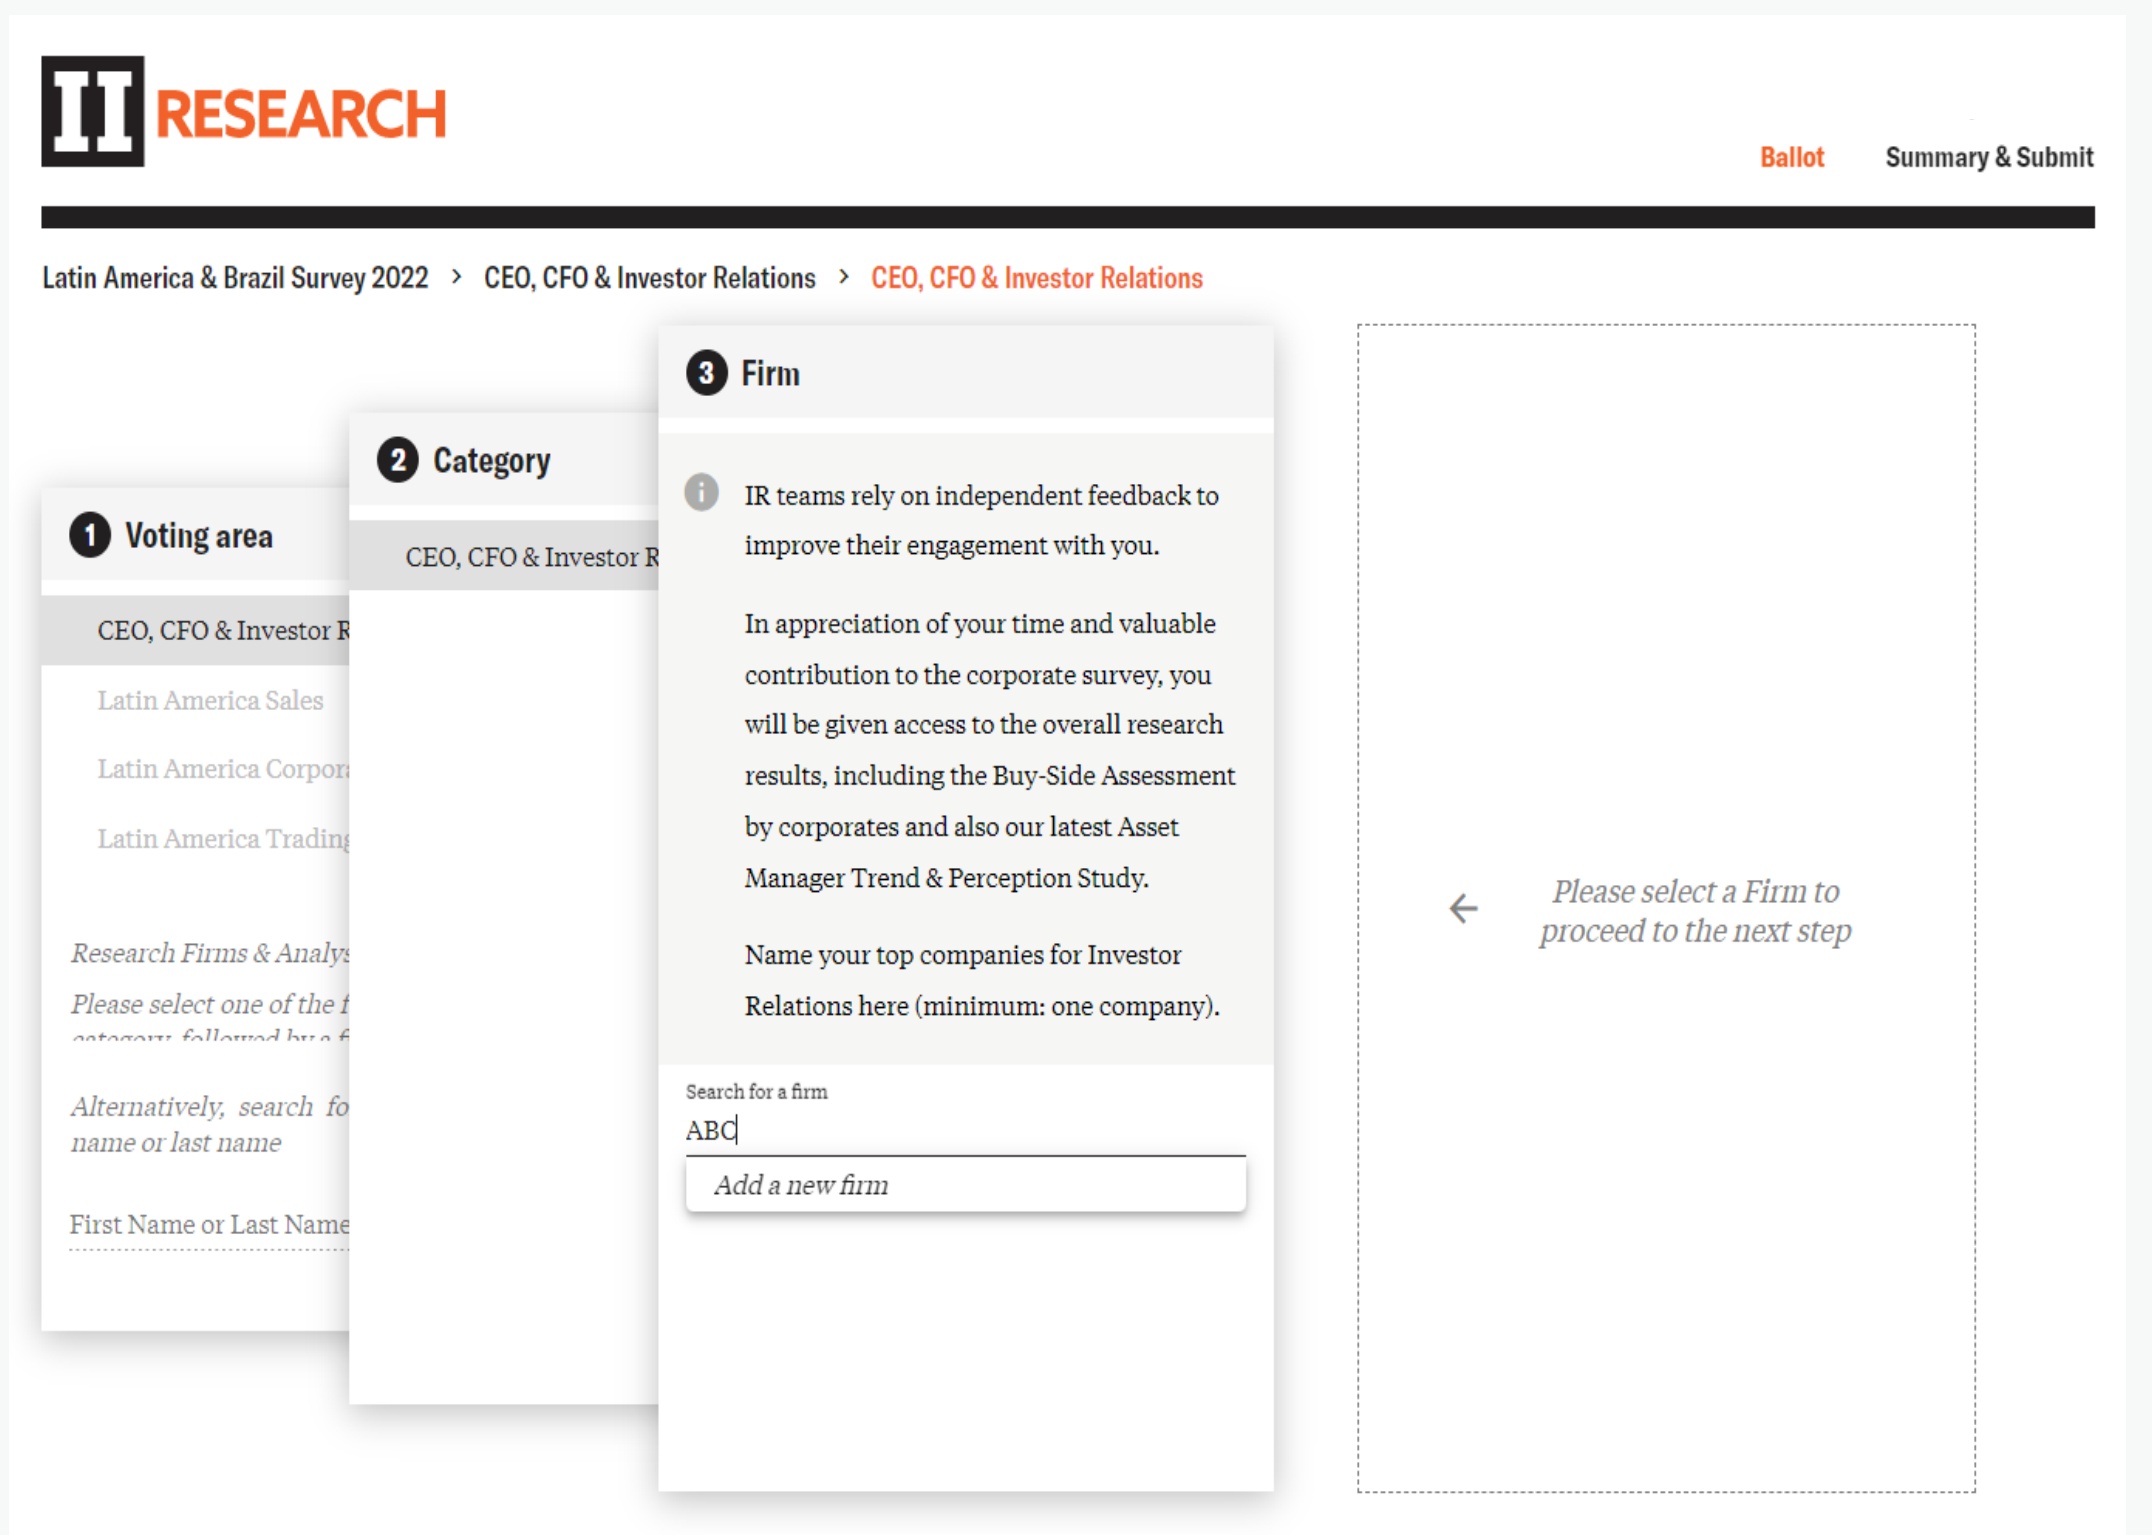 II RESEARCH
Ballot
Summary & Submit
Latin America & Brazil Survey 2022 > CEO, CFO & Investor Relations > CEO, CFO & Investor Relations
1 Voting area
CEO, CFO & Investor R
Latin America Sales
Latin America Corpor
Latin America Trading
Research Firms & Analys
Please select one of the f
category, followed by a fi
Alternatively, search fo
name or last name
First Name or Last Name
2 Category
CEO, CFO & Investor R
3 Firm
i
IR teams rely on independent feedback to
improve their engagement with you.
In appreciation of your time and valuable
contribution to the corporate survey, you
will be given access to the overall research
results, including the Buy-Side Assessment
by corporates and also our latest Asset
Manager Trend & Perception Study.
Name your top companies for Investor
Relations here (minimum: one company).
Search for a firm
ABC
Add a new firm
Please select a Firm to
proceed to the next step